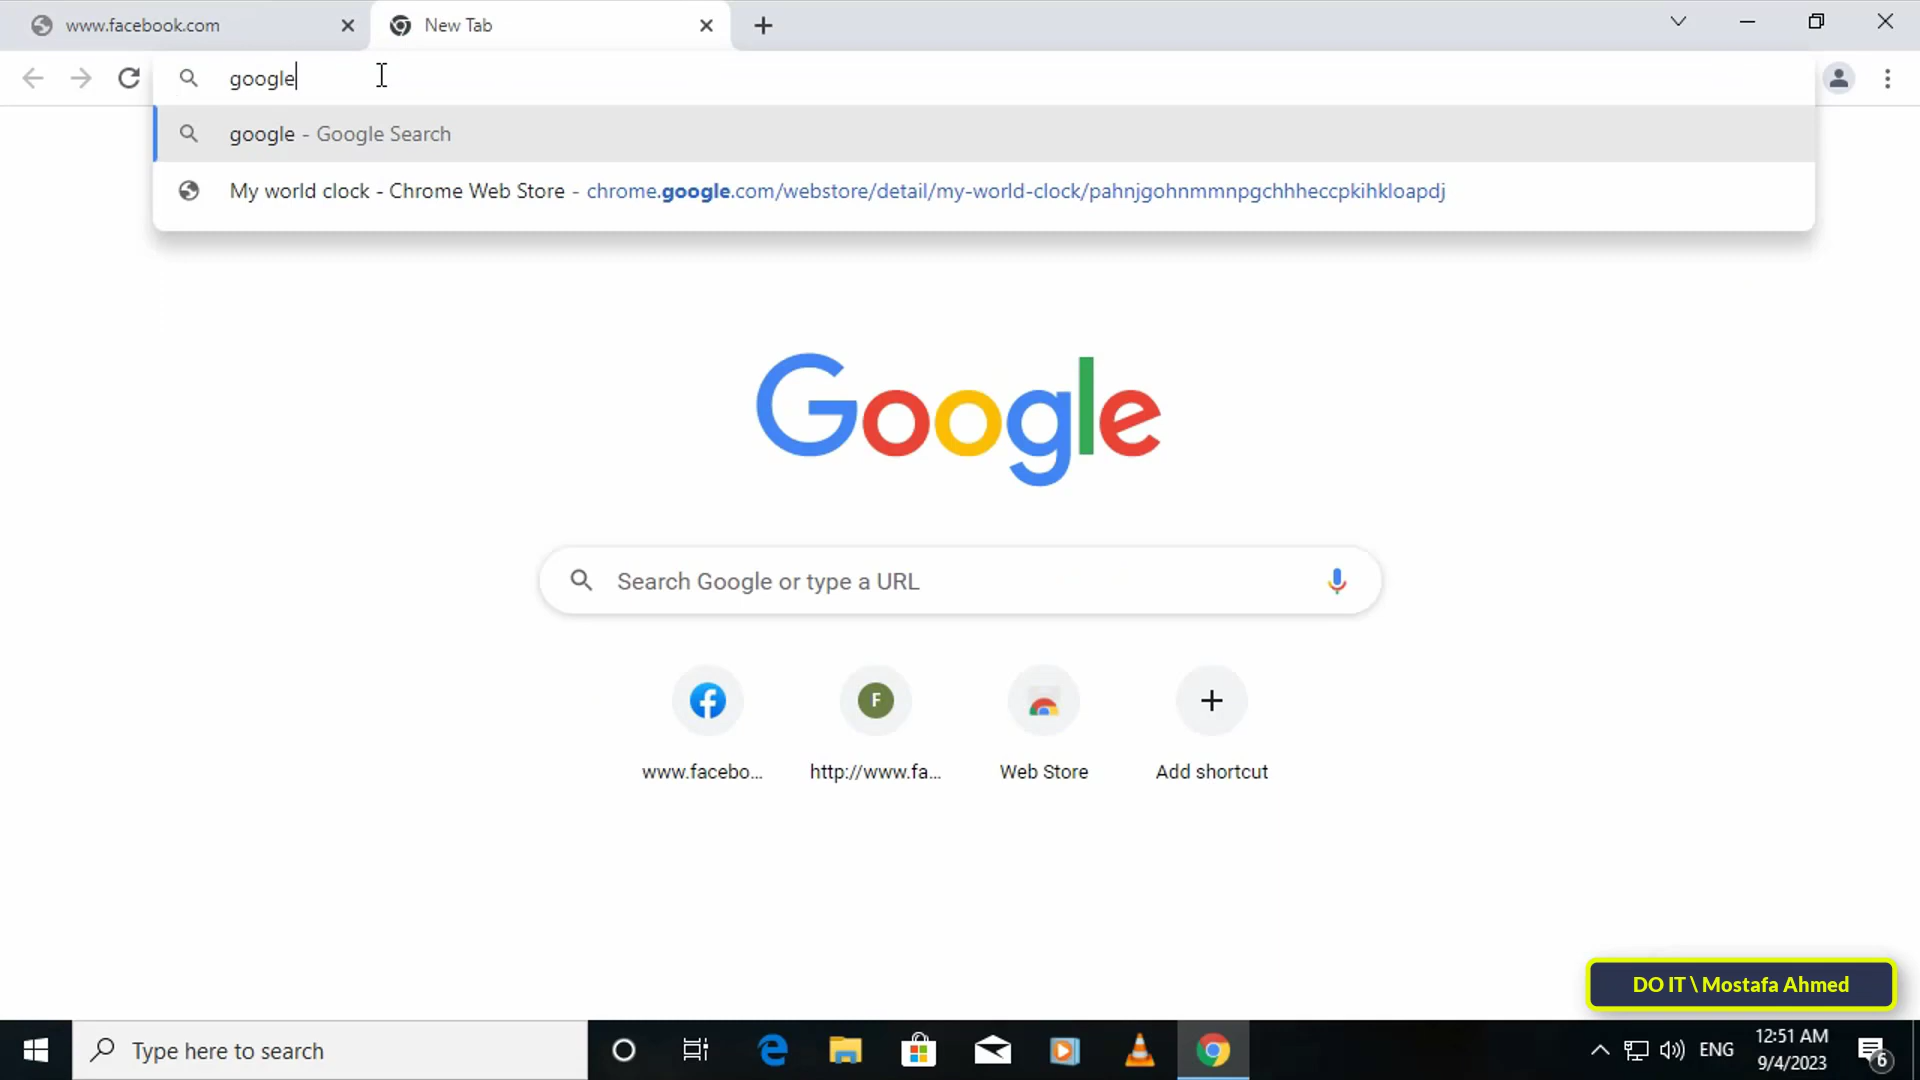 www.facebook.com
New Tab
google
google - Google Search
My world clock - Chrome Web Store - chrome.google.com/webstore/detail/my-world-clock/pahnjgohnmmnpgchhheccpkihkloapdj
Google
Search Google or type a URL
F
www.facebo...
http://www.fa...
Web Store
Add shortcut
DO IT \ Mostafa Ahmed
Type here to search
ENG
12:51 AM
9/4/2023
6